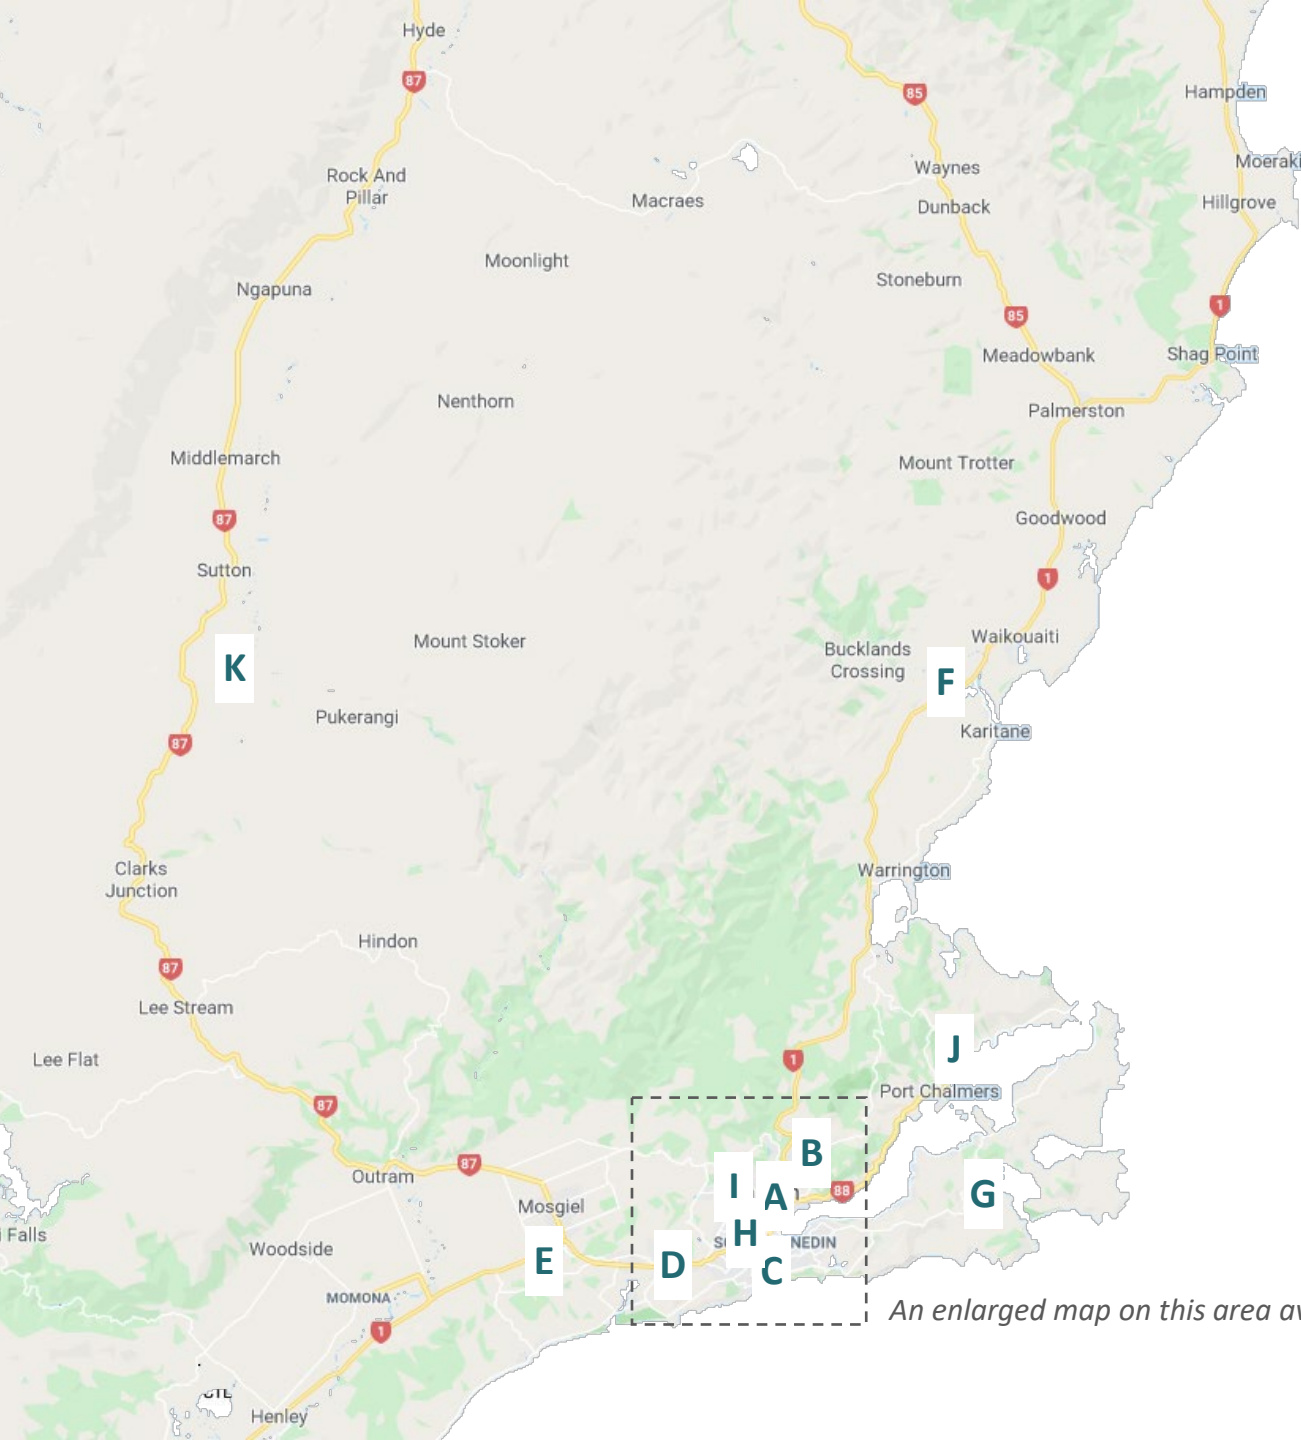 Hyde
87
85
Hampden
Waynes
Moeraki
Rock And
Pillar
Macraes
Dunback
Hillgrove
Moonlight
Stoneburn
Ngapuna
1
85
Meadowbank
Shag Point
Nenthorn
Palmerston
Middlemarch
Mount Trotter
87
Goodwood
Sutton
1
Mount Stoker
Waikouaiti
Bucklands
Crossing
K
F
Pukerangi
Karitane
87
Clarks
Junction
Warrington
Hindon
87
Lee Stream
J
Lee Flat
1
Port Chalmers
87
B
87
Outram
I
A
88
G
Mosgiel
Falls
H
NEDIN
Woodside
E
D
C
MOMONA
An enlarged map on this area
1
Henley